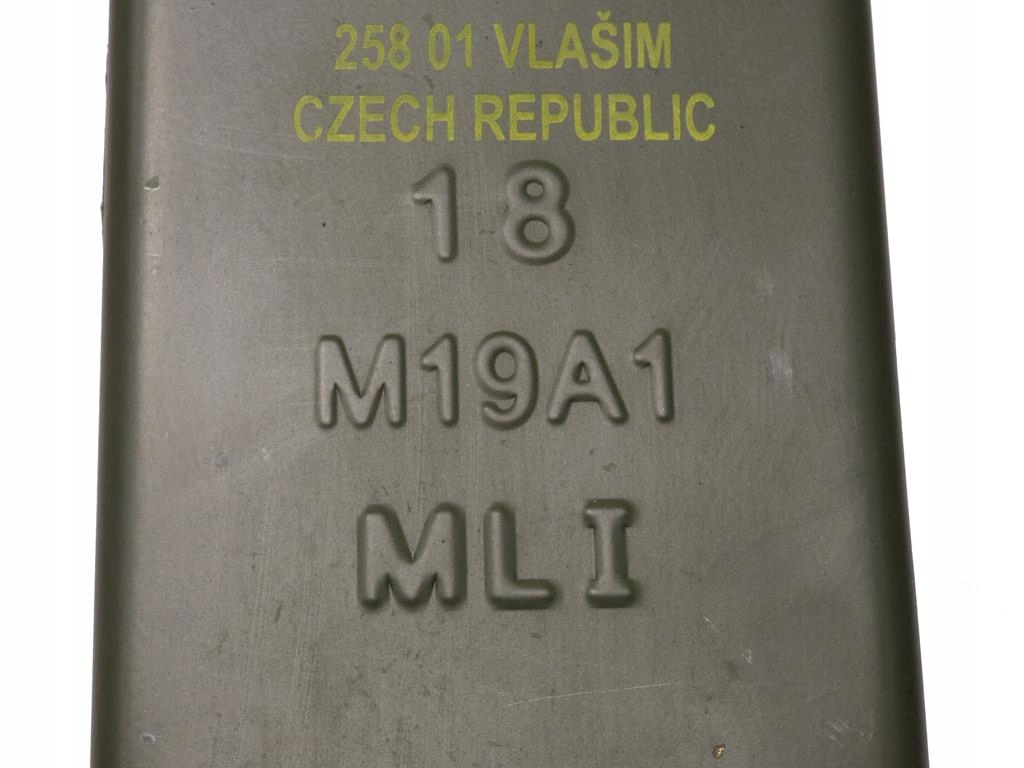 258 01 VLAŠIM
CZECH REPUBLIC
18
M19A1
MLI